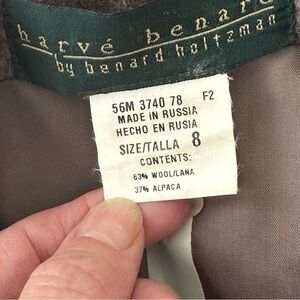 harvé benard
by benard holtzman
56M 3740 78 F2
MADE IN RUSSIA
HECHO EN RUSIA
SIZE/TALLA 8
CONTENTS:
63% WOOL/LANA
37% ALPACA